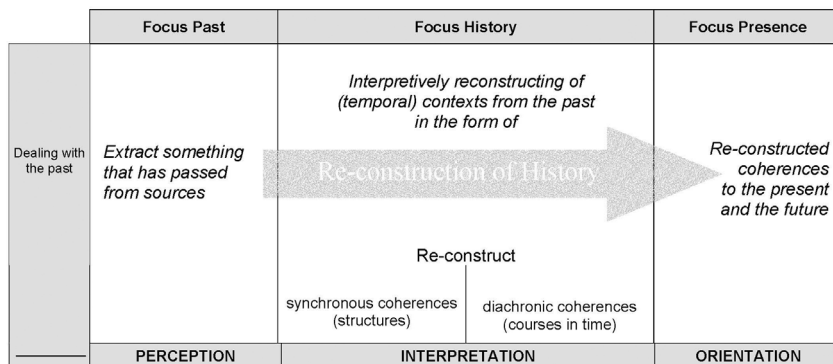 Focus Past
Focus History
Focus Presence
Dealing with
the past
Extract something
that has passed
from sources
Interpretively reconstructing of
(temporal) contexts from the past
in the form of
Re-construction of History
Re-constructed
coherences
to the present
and the future
Re-construct
synchronous coherences
(structures)
diachronic coherences
(courses in time)
PERCEPTION
INTERPRETATION
ORIENTATION